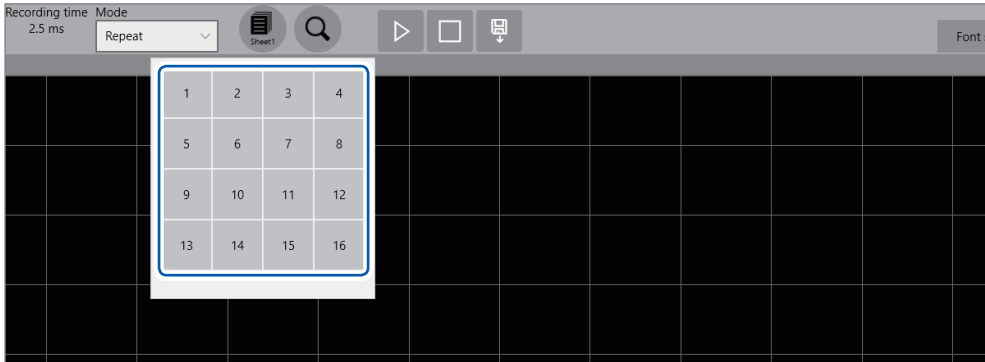 Recording time Mode
2.5 ms
Repeat
Sheet1
Font
1 2 3 4
5 6 7 8
9 10 11 12
13 14 15 16